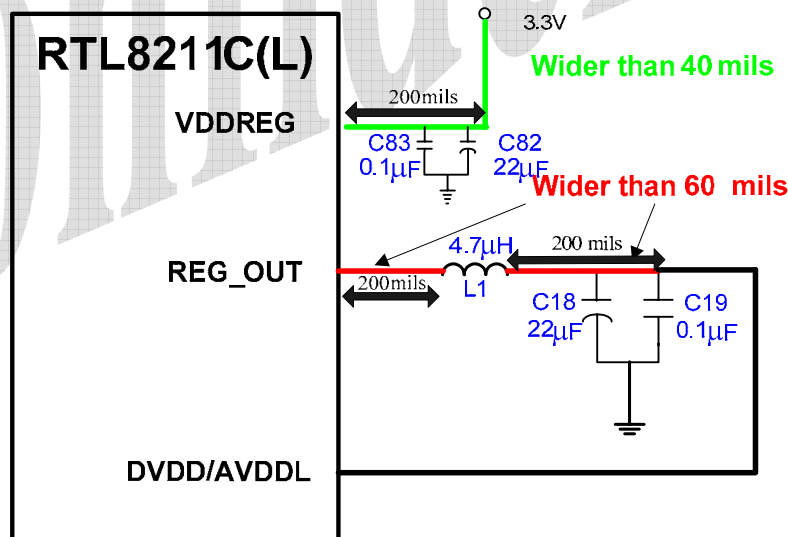 3.3V
RTL8211C(L)
Wider than 40 mils
200mils
VDDREG
C83
0.1μF
C82
22μF
Wider than 60 mils
4.7μH
200 mils
REG_OUT
200mils
L1
C18
22μF
C19
0.1μF
DVDD/AVDDL